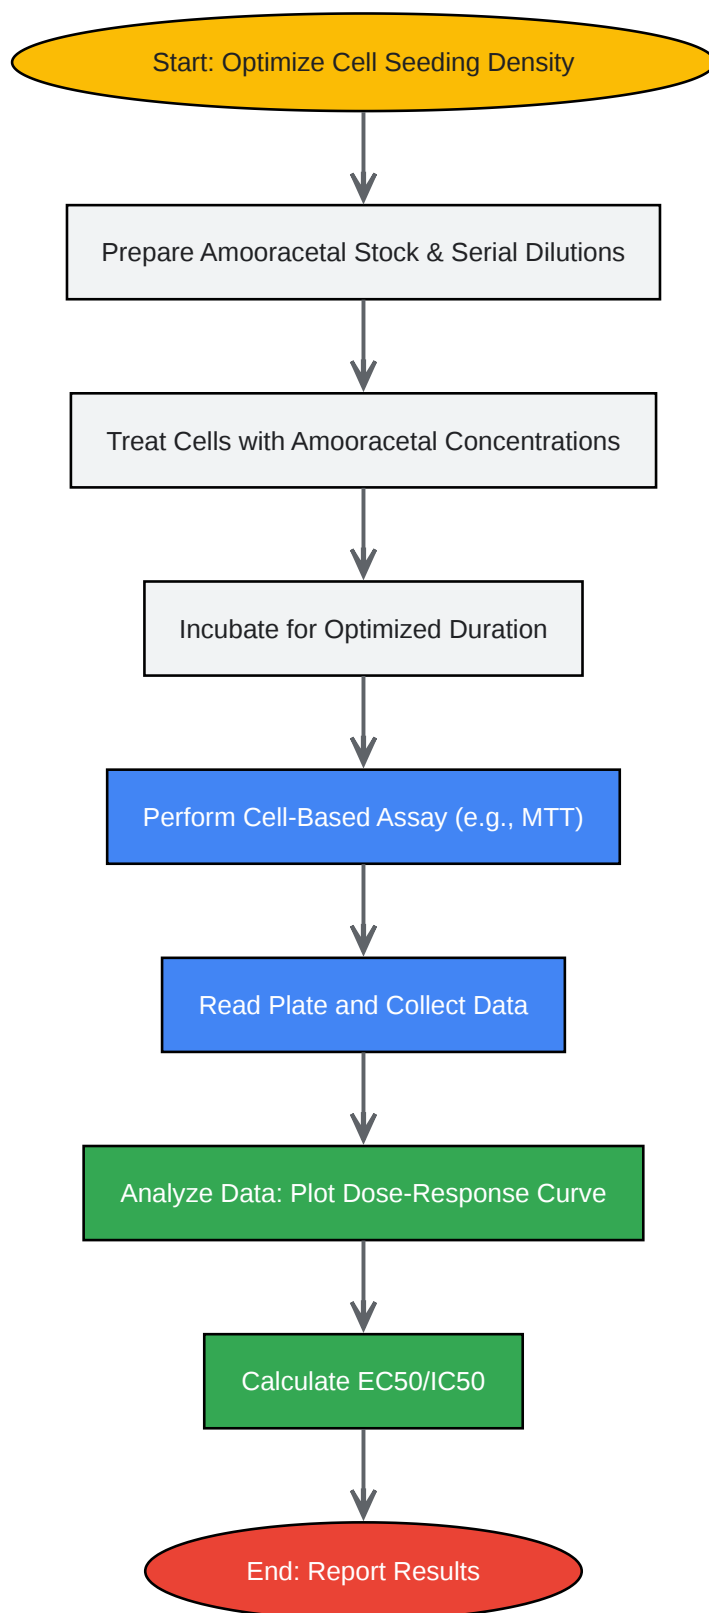 Start: Optimize Cell Seeding Density
Prepare Amooracetal Stock & Serial Dilutions
Treat Cells with Amooracetal Concentrations
Incubate for Optimized Duration
Perform Cell-Based Assay (e.g., MTT)
Read Plate and Collect Data
Analyze Data: Plot Dose-Response Curve
Calculate EC50/IC50
End: Report Results